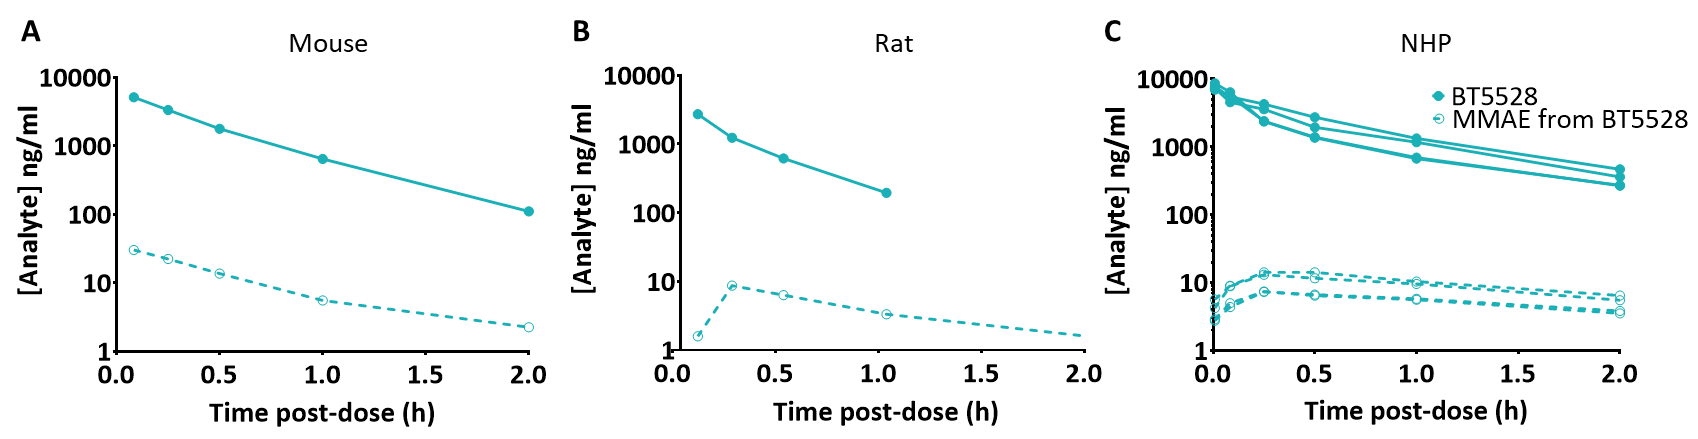 A
Mouse
[Analyte] ng/ml
10000
1000
100
10
1
0.0 0.5 1.0 1.5 2.0
Time post-dose (h)
B
Rat
[Analyte] ng/ml
10000
1000
100
10
1
0.0 0.5 1.0 1.5 2.0
Time post-dose (h)
C
NHP
[Analyte] ng/ml
10000
1000
100
10
1
0.0 0.5 1.0 1.5 2.0
Time post-dose (h)
BT5528
MMAE from BT5528